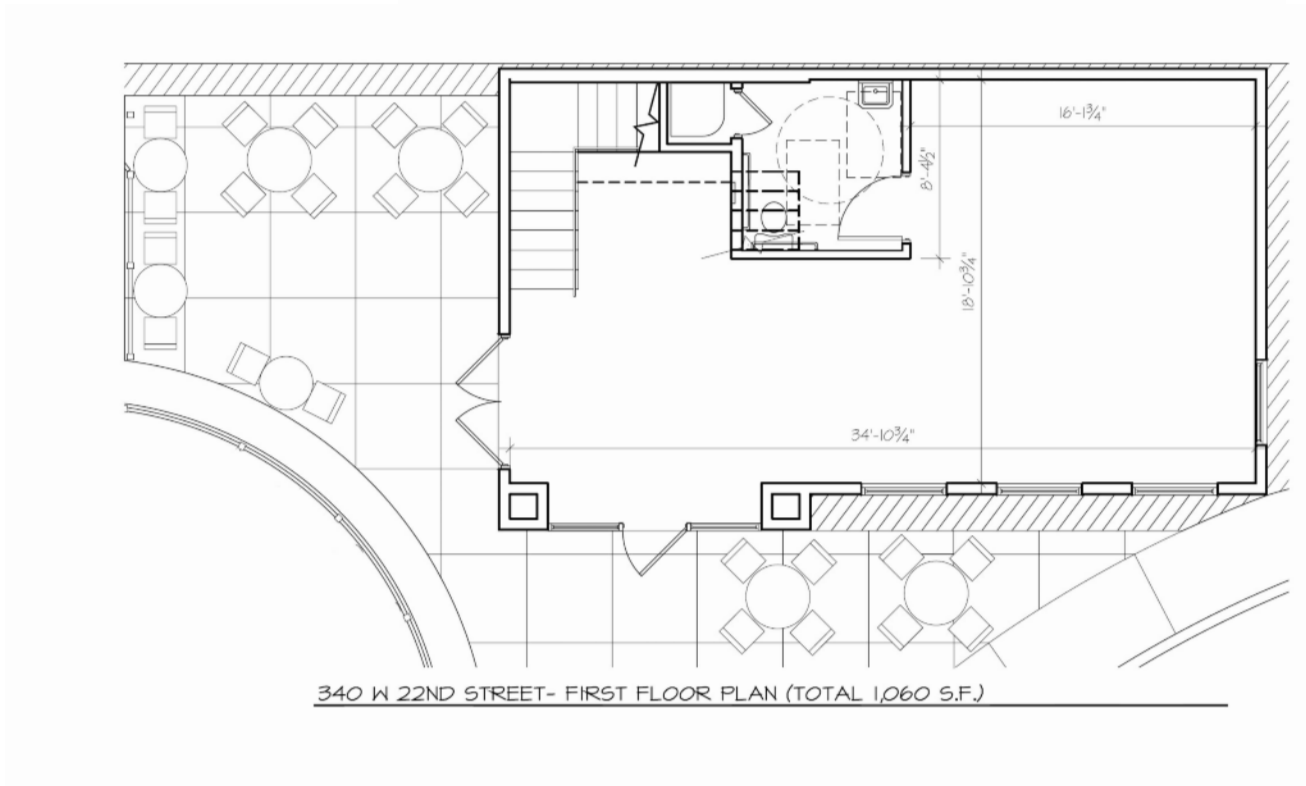 16'-1¾"
8'-4½"
18'-10¾"
34'-10¾"
340 W 22ND STREET- FIRST FLOOR PLAN (TOTAL 1,060 S.F.)